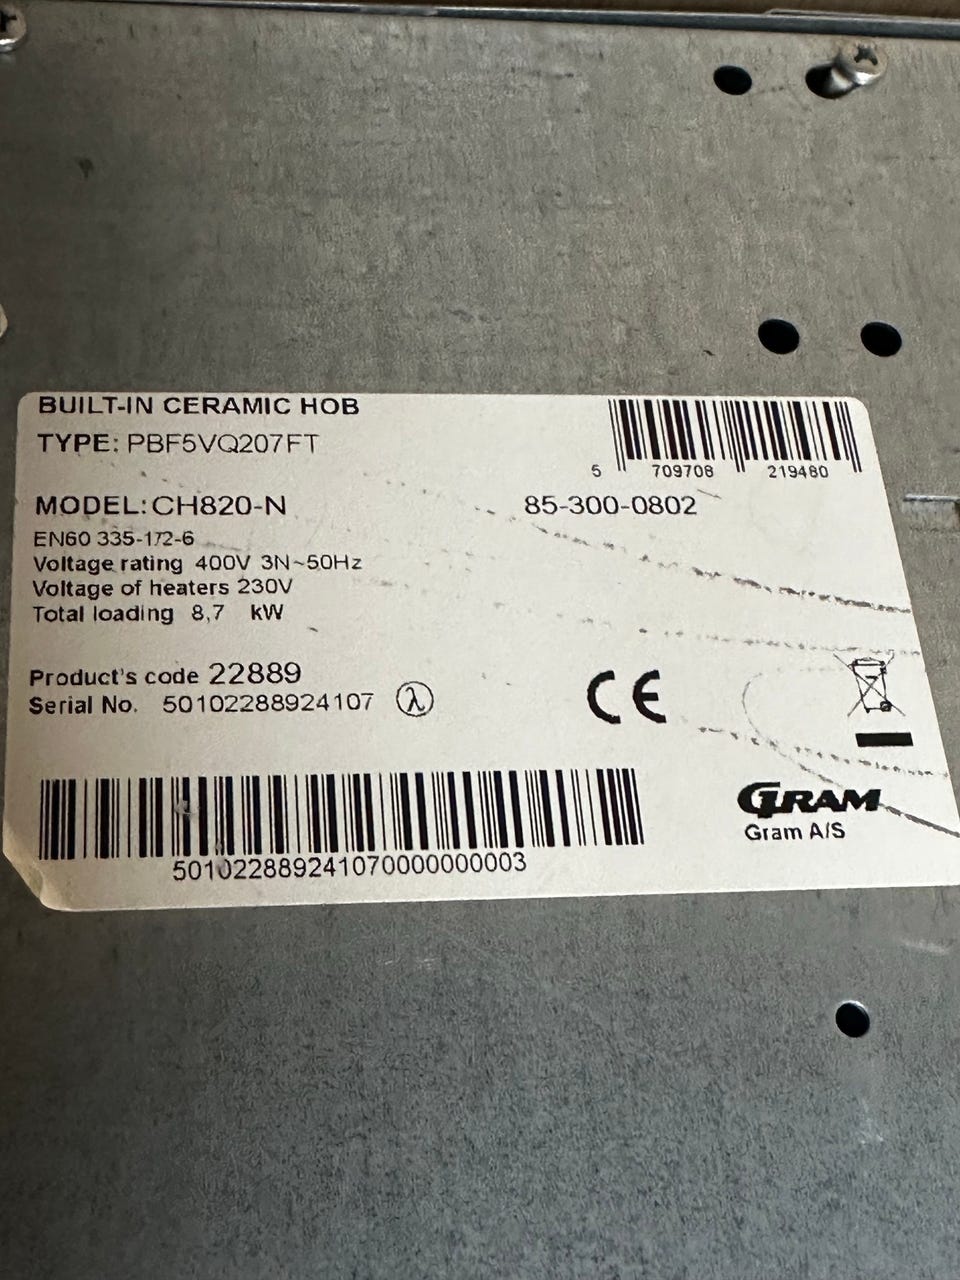 BUILT-IN CERAMIC HOB
TYPE: PBF5VQ207FT
5 709708 219480
MODEL: CH820-N 85-300-0802
EN60 335-1/2-6
Voltage rating 400V 3N~50Hz
Voltage of heaters 230V
Total loading 8,7 kW
Product's code 22889
Serial No. 50102288924107 λ
CE
501022889241070000000003
GRAM
Gram A/S